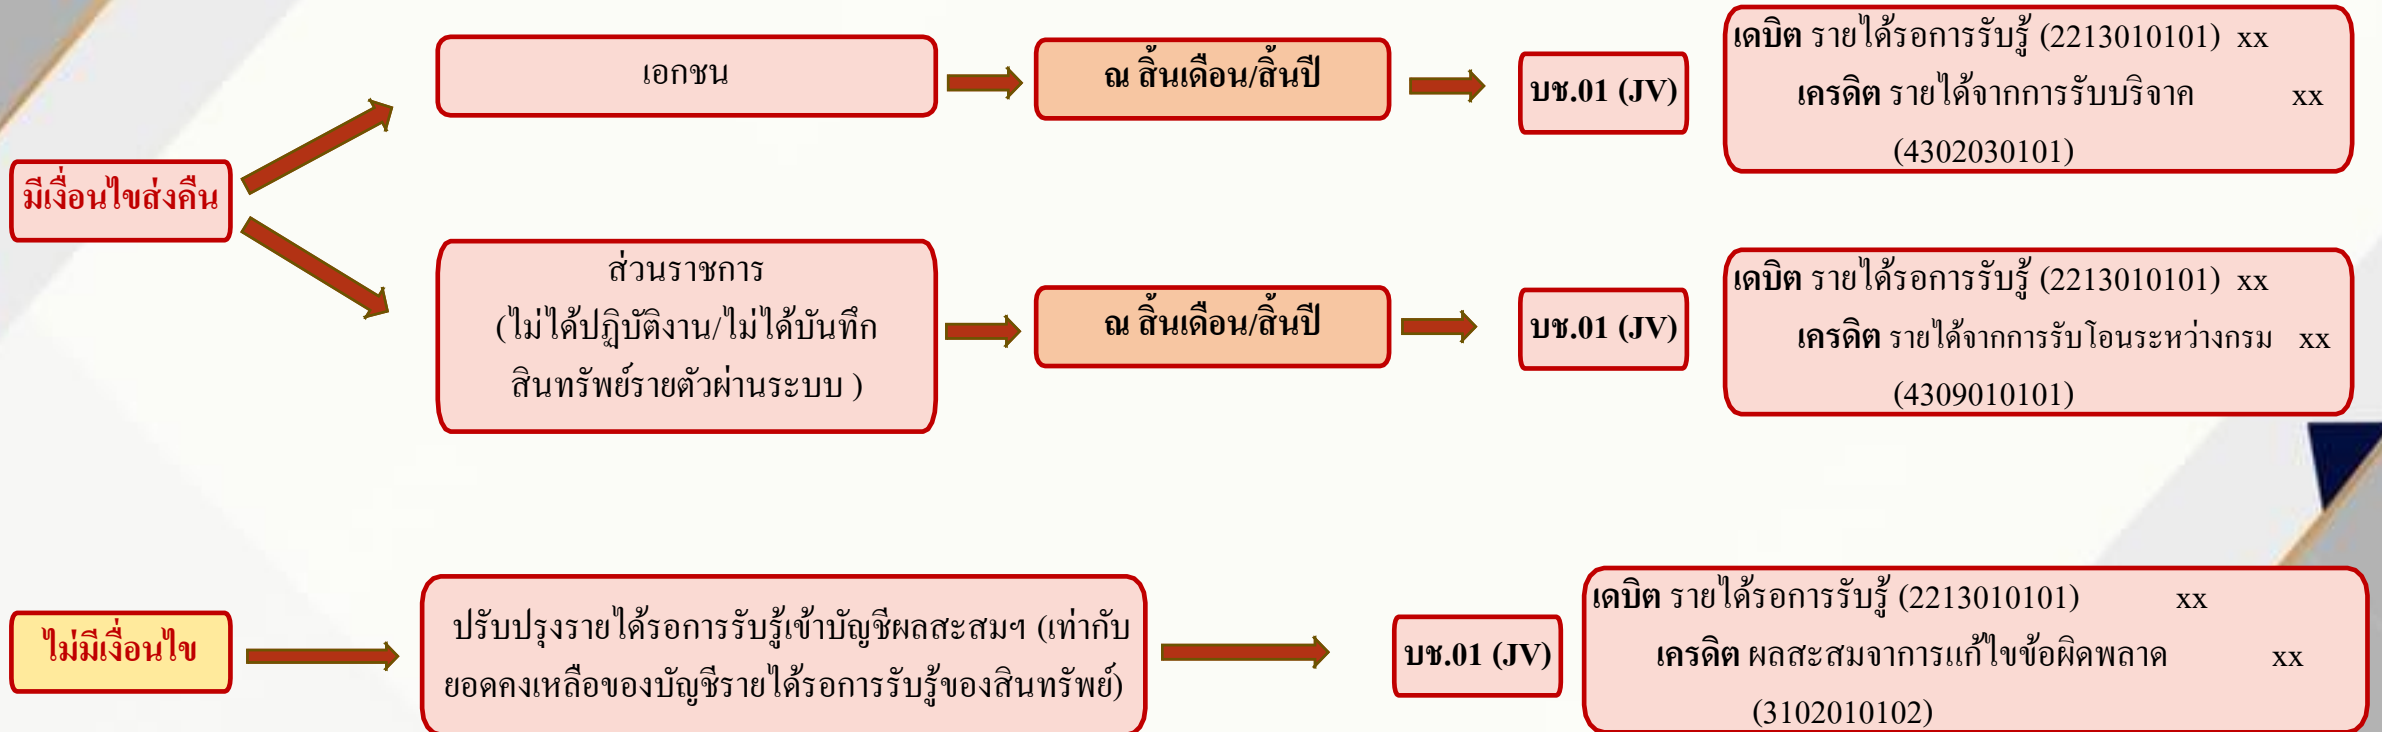 มีเงื่อนไขส่งคืน
เอกชน
ณ สิ้นเดือน/สิ้นปี
บช.01 (JV)
เดบิต รายได้รอการรับรู้ (2213010101) xx
เครดิต รายได้จากการรับบริจาค xx
(4302030101)
ส่วนราชการ
(ไม่ได้ปฏิบัติงาน/ไม่ได้บันทึก
สินทรัพย์รายตัวผ่านระบบ )
ณ สิ้นเดือน/สิ้นปี
บช.01 (JV)
เดบิต รายได้รอการรับรู้ (2213010101) xx
เครดิต รายได้จากการรับโอนระหว่างกรม xx
(4309010101)
ไม่มีเงื่อนไข
ปรับปรุงรายได้รอการรับรู้เข้าบัญชีผลสะสมฯ (เท่ากับ
ยอดคงเหลือของบัญชีรายได้รอการรับรู้ของสินทรัพย์)
บช.01 (JV)
เดบิต รายได้รอการรับรู้ (2213010101) xx
เครดิต ผลสะสมจาการแก้ไขข้อผิดพลาด xx
(3102010102)